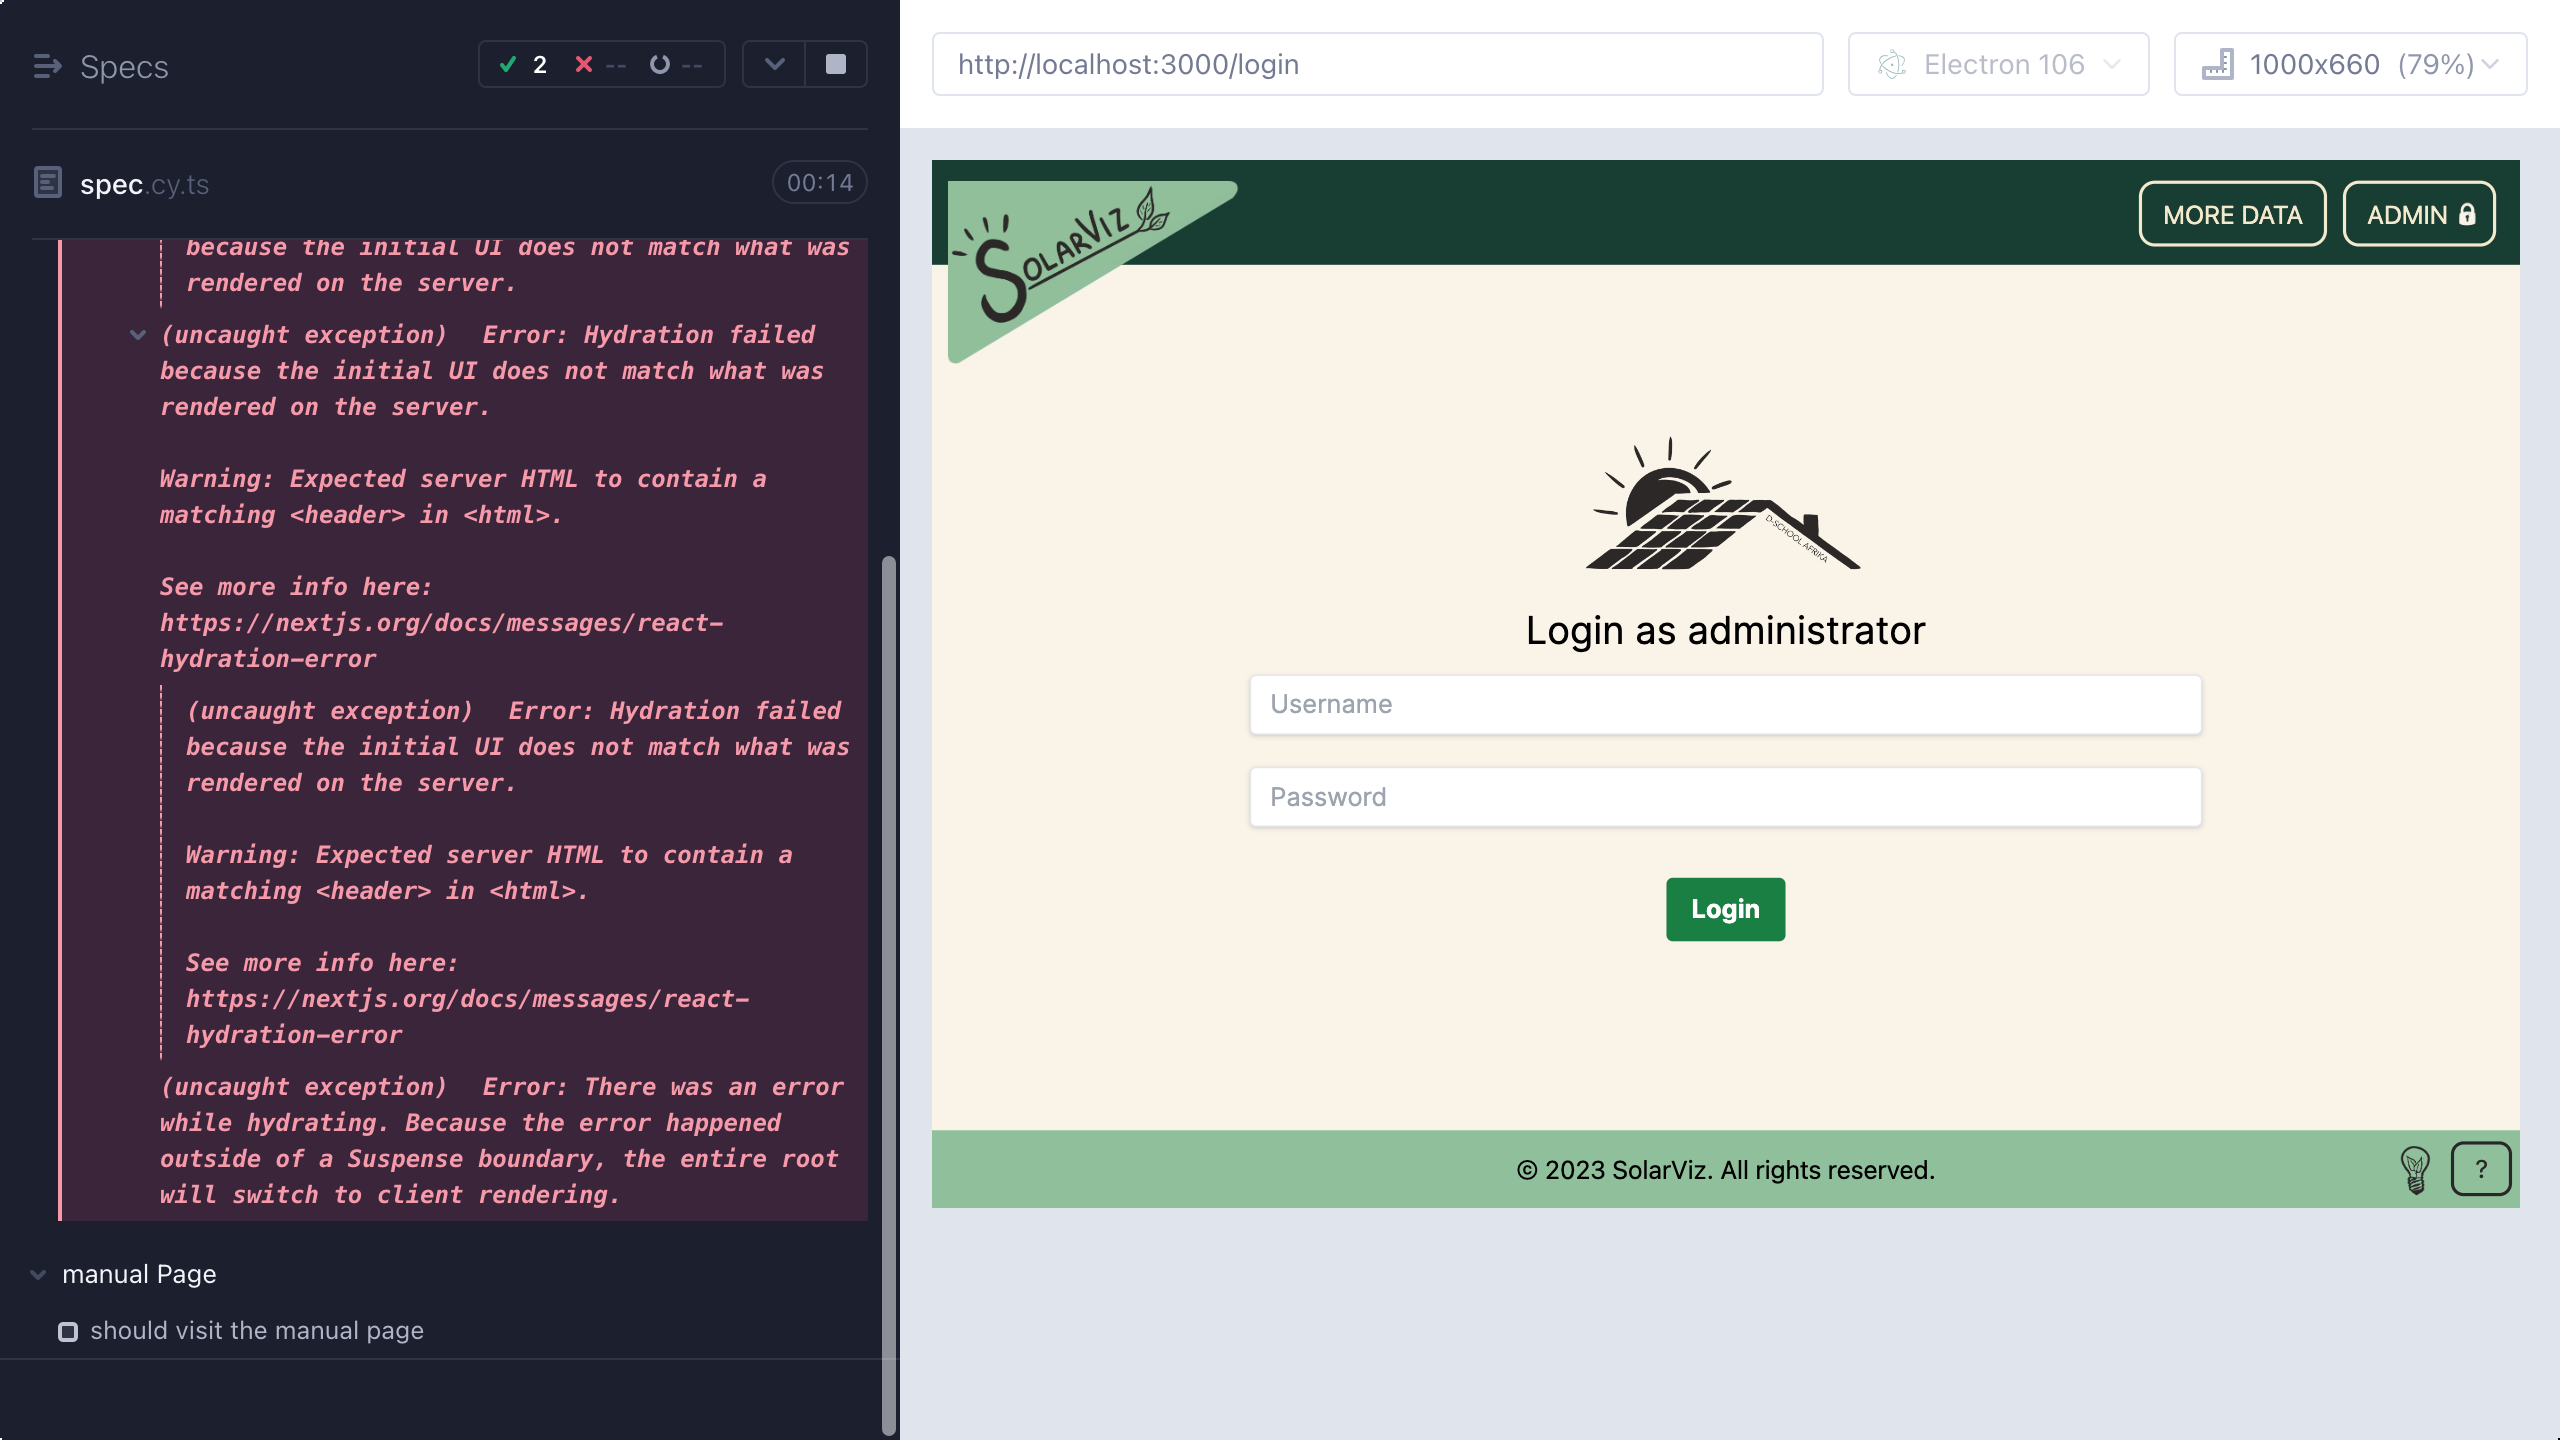 Specs
2 -- --
spec.cy.ts
00:14
because the initial UI does not match what was
rendered on the server.
(uncaught exception) Error: Hydration failed
because the initial UI does not match what was
rendered on the server.
Warning: Expected server HTML to contain a
matching <header> in <html>.
See more info here:
https://nextjs.org/docs/messages/react-
hydration-error
(uncaught exception) Error: Hydration failed
because the initial UI does not match what was
rendered on the server.
Warning: Expected server HTML to contain a
matching <header> in <html>.
See more info here:
https://nextjs.org/docs/messages/react-
hydration-error
(uncaught exception) Error: There was an error
while hydrating. Because the error happened
outside of a Suspense boundary, the entire root
will switch to client rendering.
manual Page
should visit the manual page
http://localhost:3000/login
Electron 106
1000x660 (79%)
SOLARVIZ
MORE DATA
ADMIN
D-SCHOOL AFRIKA
Login as administrator
Username
Password
Login
© 2023 SolarViz. All rights reserved.
?